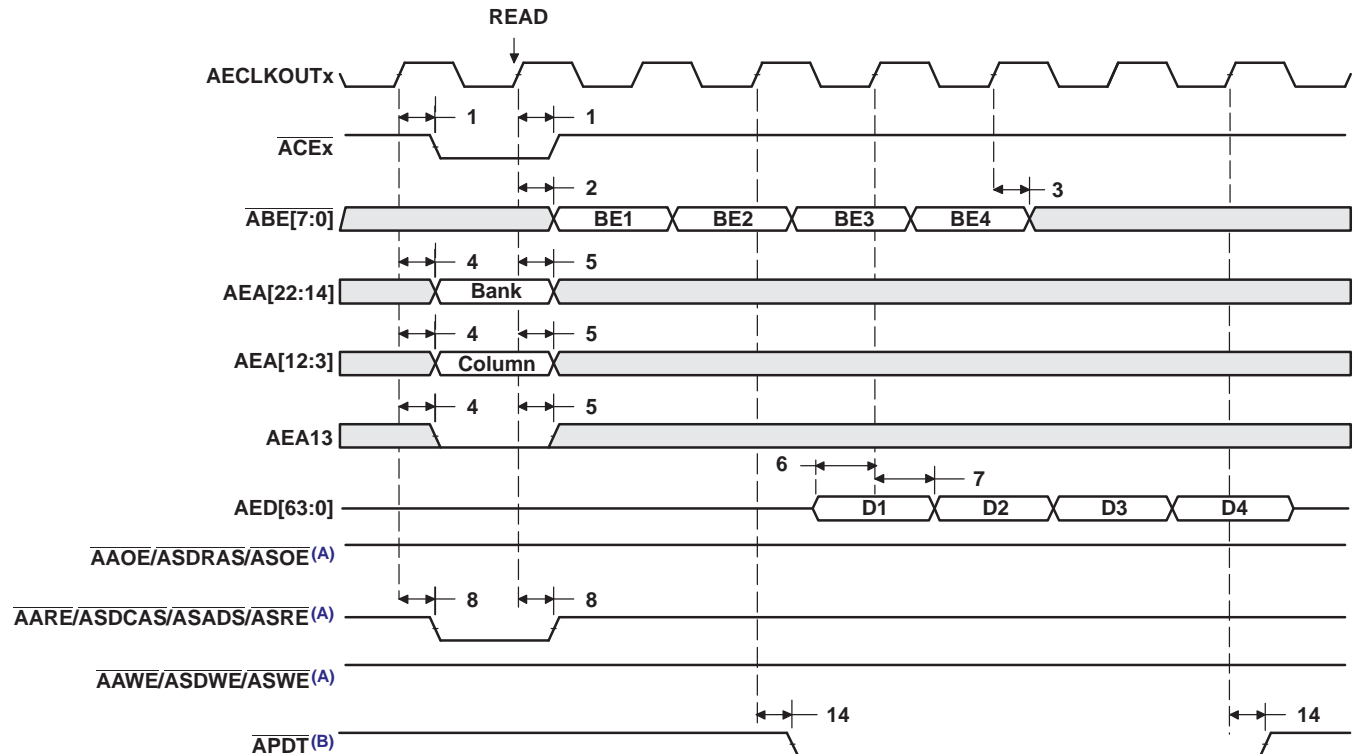 READ
AECLKOUTx
1 1
ACEx
2 3
ABE[7:0] BE1 BE2 BE3 BE4
4 5
AEA[22:14] Bank
4 5
AEA[12:3] Column
4 5
AEA13
6 7
AED[63:0] D1 D2 D3 D4
AAOE/ASDRAS/ASOE(A)
8 8
AARE/ASDCAS/ASADS/ASRE(A)
AAWE/ASDWE/ASWE(A)
14 14
APDT(B)